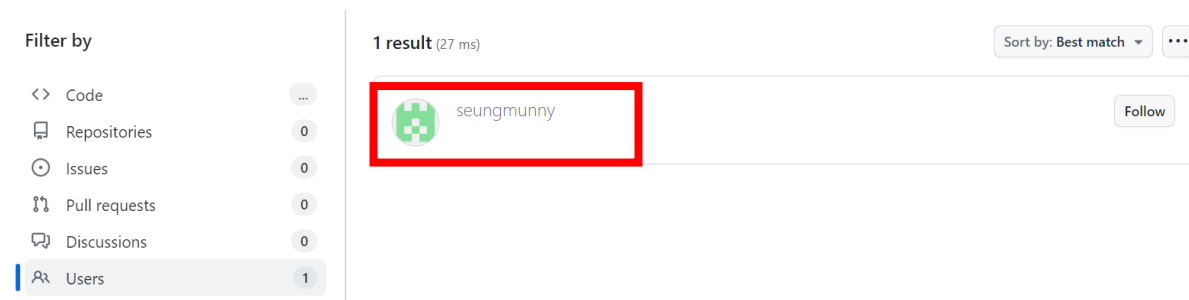 Filter by
Code
...
Repositories
0
Issues
0
Pull requests
0
Discussions
0
Users
1
1 result (27 ms)
Sort by: Best match
seungmunny
Follow